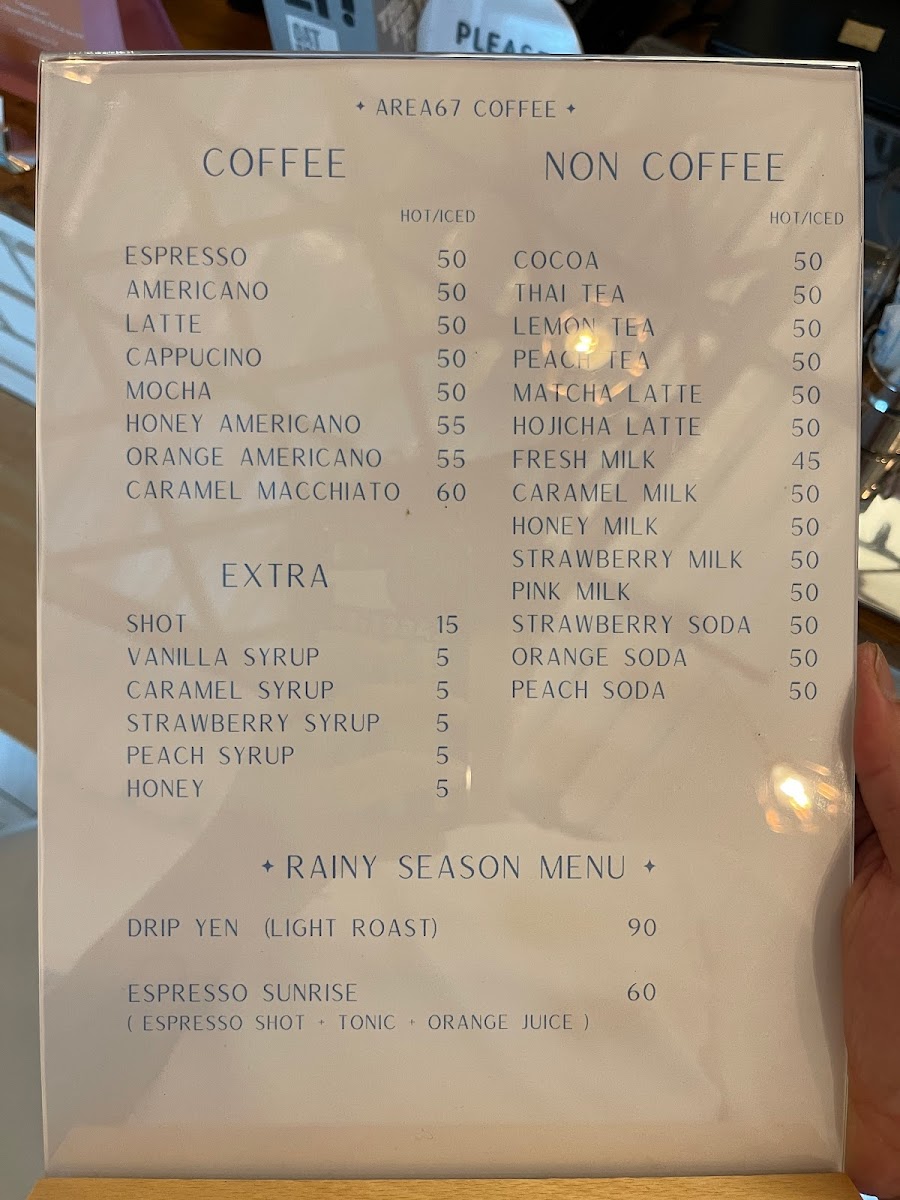 PLEASE
✦ AREA67 COFFEE ✦
COFFEE
HOT/ICED
ESPRESSO 50
AMERICANO 50
LATTE 50
CAPPUCINO 50
MOCHA 50
HONEY AMERICANO 55
ORANGE AMERICANO 55
CARAMEL MACCHIATO 60
EXTRA
SHOT 15
VANILLA SYRUP 5
CARAMEL SYRUP 5
STRAWBERRY SYRUP 5
PEACH SYRUP 5
HONEY 5
NON COFFEE
HOT/ICED
COCOA 50
THAI TEA 50
LEMON TEA 50
PEACH TEA 50
MATCHA LATTE 50
HOJICHA LATTE 50
FRESH MILK 45
CARAMEL MILK 50
HONEY MILK 50
STRAWBERRY MILK 50
PINK MILK 50
STRAWBERRY SODA 50
ORANGE SODA 50
PEACH SODA 50
✦ RAINY SEASON MENU ✦
DRIP YEN (LIGHT ROAST) 90
ESPRESSO SUNRISE 60
( ESPRESSO SHOT + TONIC + ORANGE JUICE )